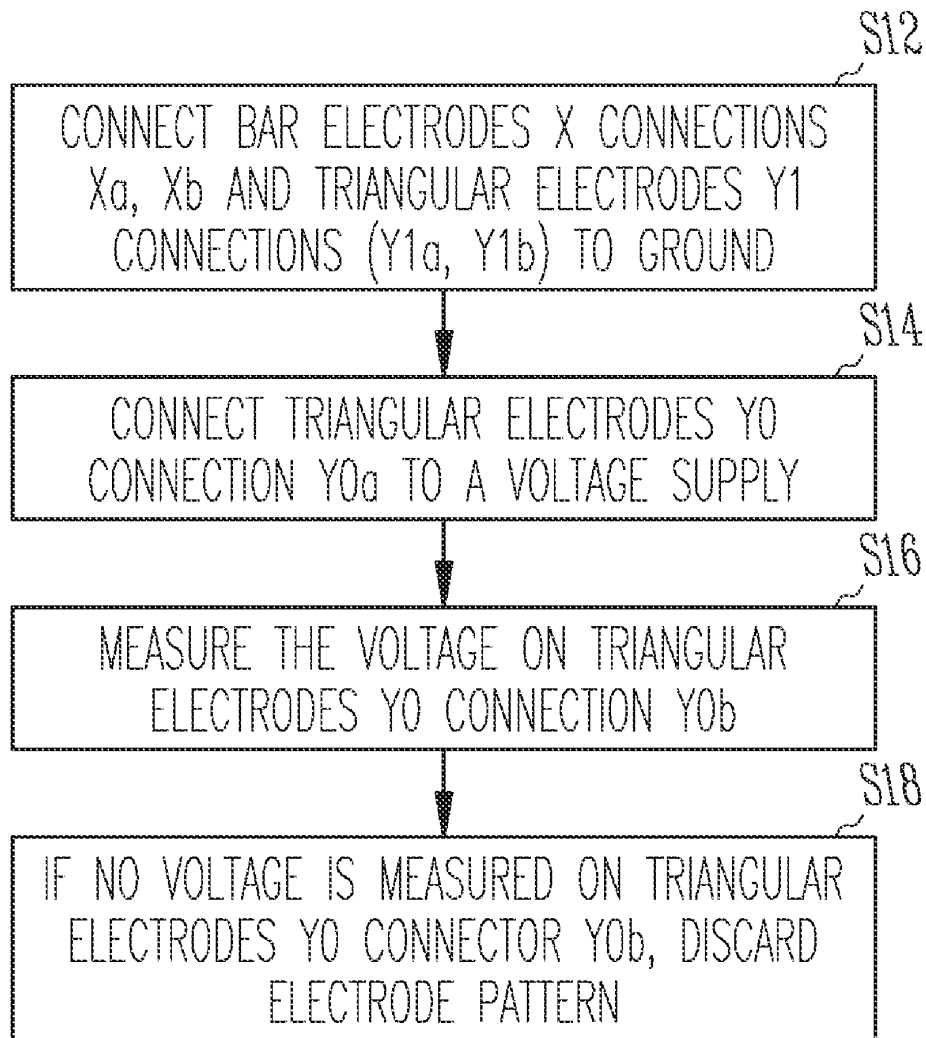 S12
CONNECT BAR ELECTRODES X CONNECTIONS
Xa, Xb AND TRIANGULAR ELECTRODES Y1
CONNECTIONS (Y1a, Y1b) TO GROUND
S14
CONNECT TRIANGULAR ELECTRODES Y0
CONNECTION Y0a TO A VOLTAGE SUPPLY
S16
MEASURE THE VOLTAGE ON TRIANGULAR
ELECTRODES Y0 CONNECTION Y0b
S18
IF NO VOLTAGE IS MEASURED ON TRIANGULAR
ELECTRODES Y0 CONNECTOR Y0b, DISCARD
ELECTRODE PATTERN